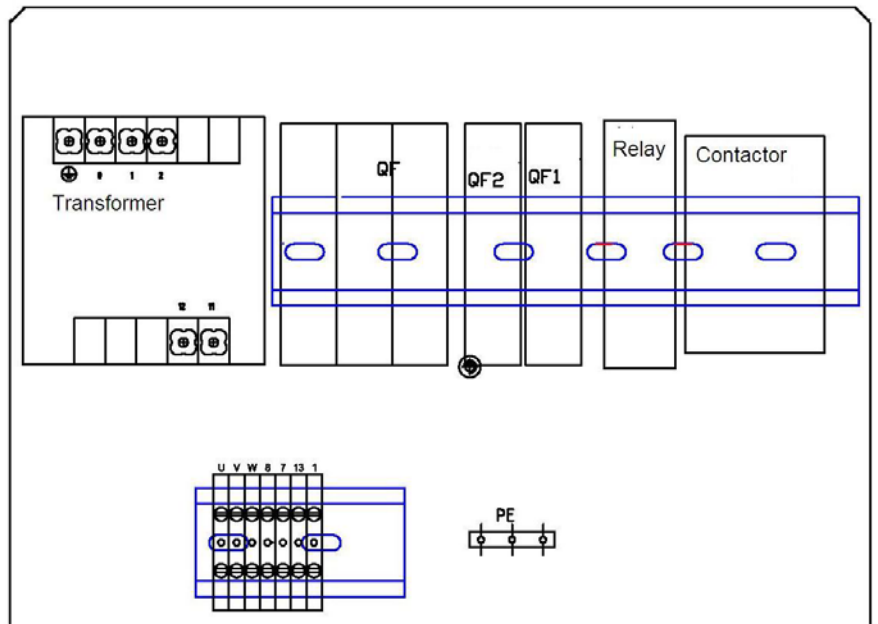 0 1 2
Transformer
12 11
QF
QF2
QF1
Relay
Contactor
U V W 8 7 13 1
PE